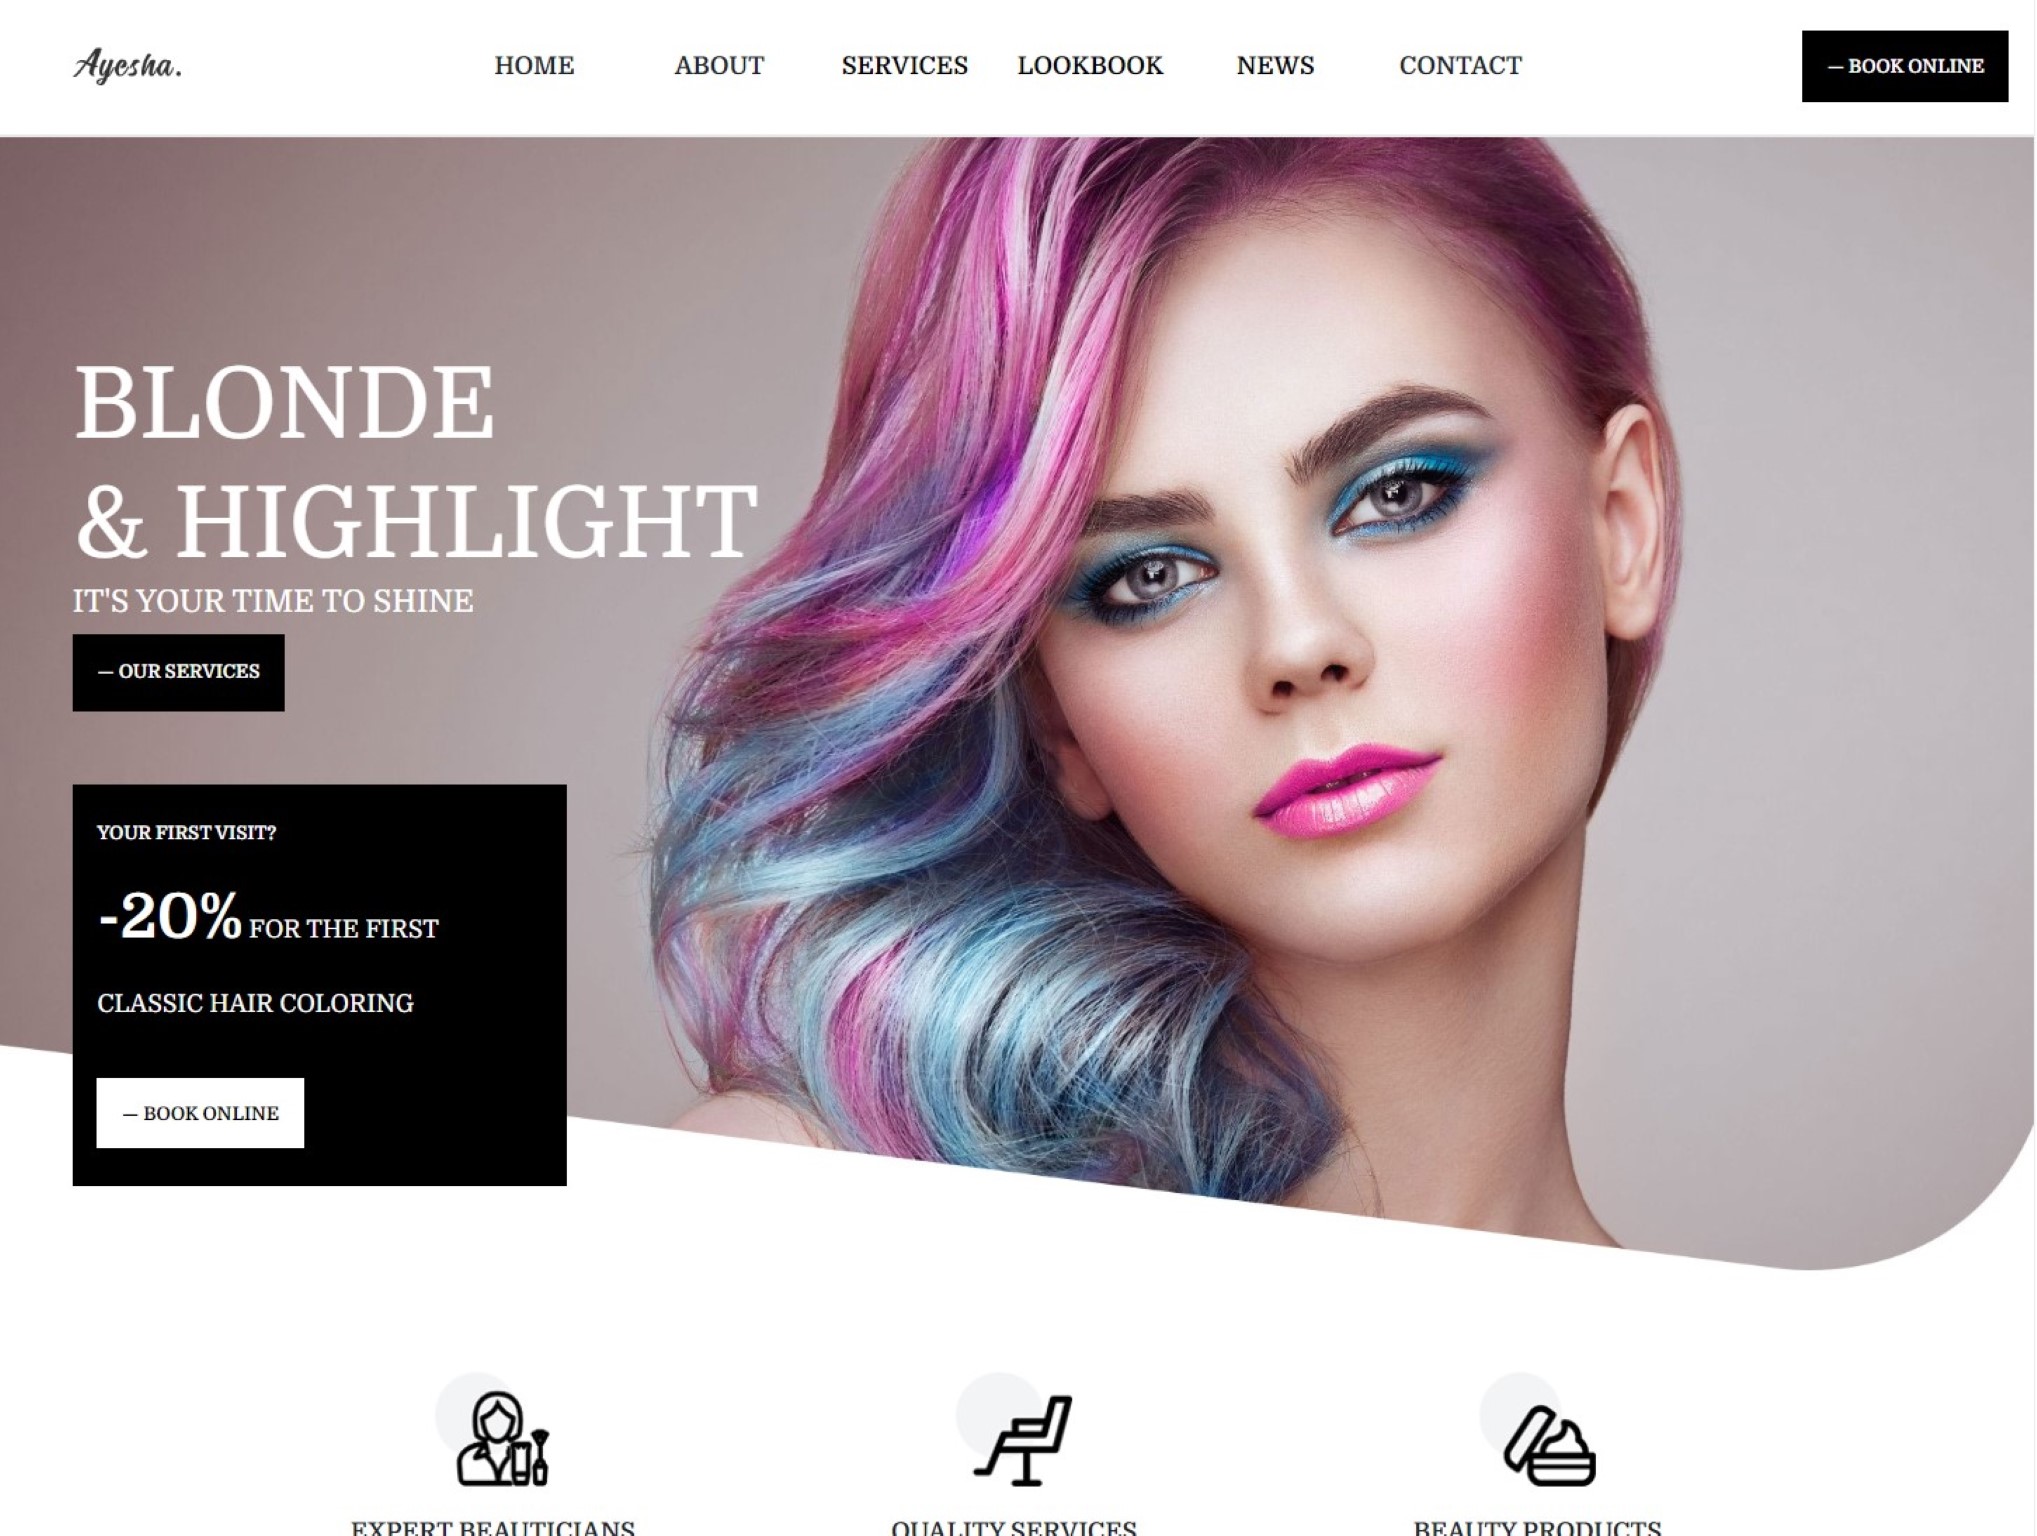 Ayesha.
HOME
ABOUT
SERVICES
LOOKBOOK
NEWS
CONTACT
— BOOK ONLINE
BLONDE
& HIGHLIGHT
IT'S YOUR TIME TO SHINE
— OUR SERVICES
YOUR FIRST VISIT?
-20% FOR THE FIRST
CLASSIC HAIR COLORING
— BOOK ONLINE
EXPERT BEAUTICIANS
QUALITY SERVICES
BEAUTY PRODUCTS